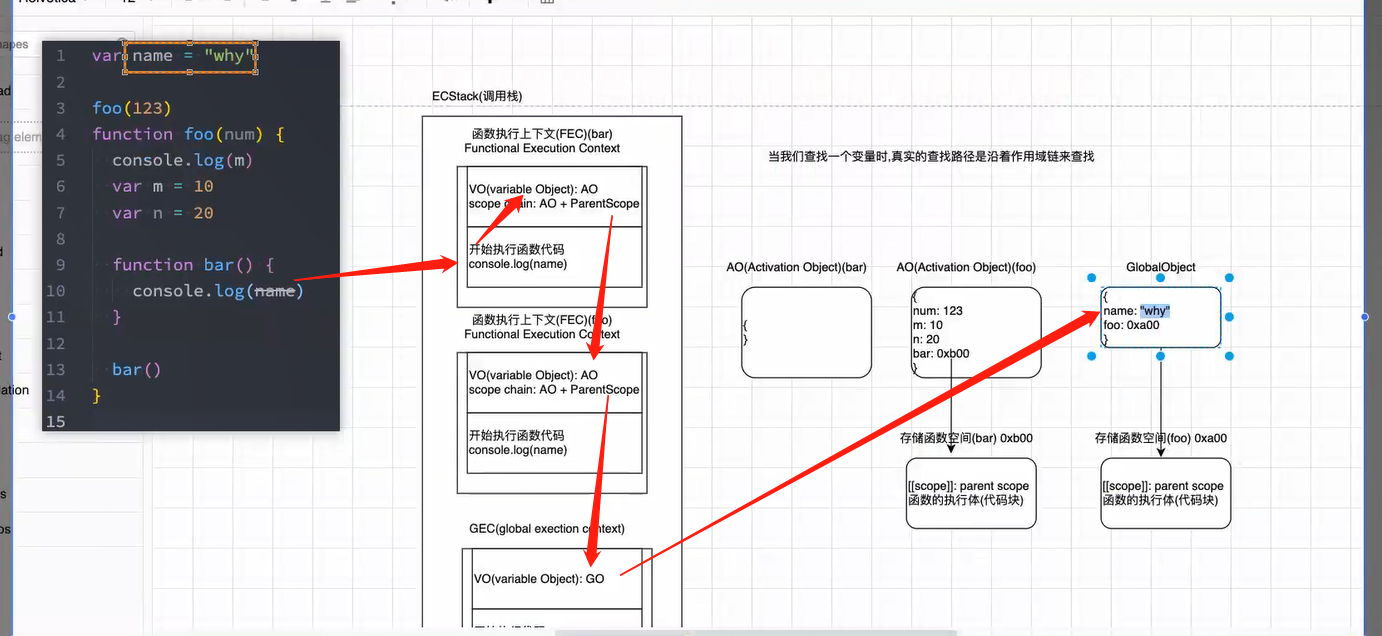 Helvetica
12
apes
ad
ag elem
d
t
lation
s
os
1 var name = "why"
2
3 foo(123)
4 function foo(num) {
5 console.log(m)
6 var m = 10
7 var n = 20
8
9 function bar() {
10 console.log(name)
11 }
12
13 bar()
14 }
15
ECStack(调用栈)
函数执行上下文(FEC)(bar)
Functional Execution Context
VO(variable Object): AO
scope chain: AO + ParentScope
开始执行函数代码
console.log(name)
函数执行上下文(FEC)(foo)
Functional Execution Context
VO(variable Object): AO
scope chain: AO + ParentScope
开始执行函数代码
console.log(name)
GEC(global exection context)
VO(variable Object): GO
当我们查找一个变量时,真实的查找路径是沿着作用域链来查找
AO(Activation Object)(bar)
{
}
AO(Activation Object)(foo)
{
num: 123
m: 10
n: 20
bar: 0xb00
}
GlobalObject
{
name: "why"
foo: 0xa00
}
存储函数空间(bar) 0xb00
[[scope]]: parent scope
函数的执行体(代码块)
存储函数空间(foo) 0xa00
[[scope]]: parent scope
函数的执行体(代码块)